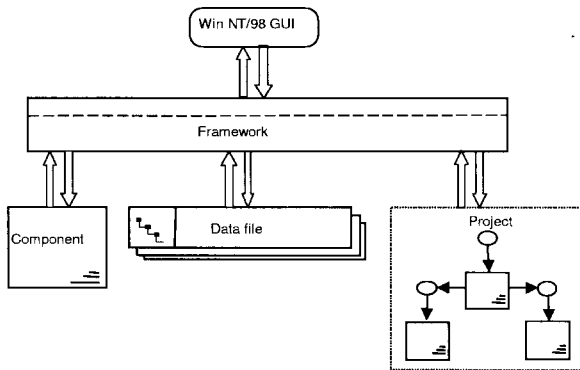 Win NT/98 GUI
Framework
Component
Data file
Project